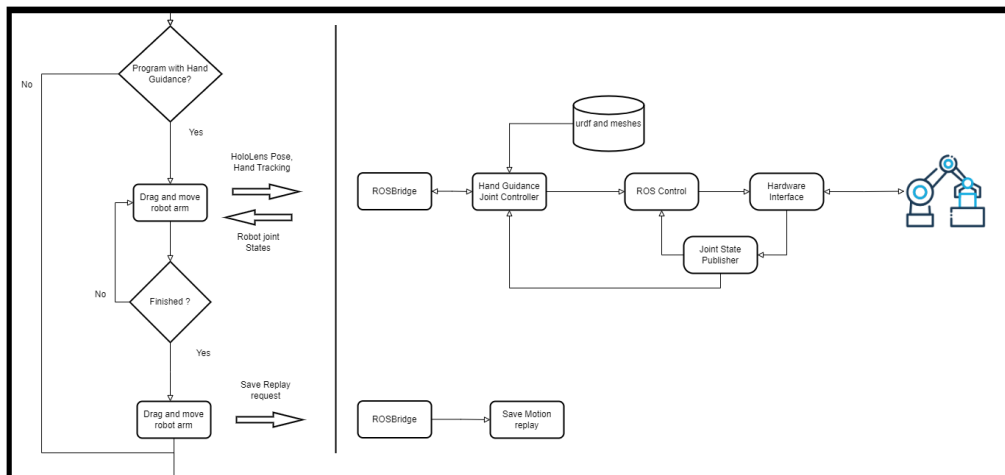 Program with Hand
Guidance?
No
Yes
HoloLens Pose,
Hand Tracking
Drag and move
robot arm
Robot joint
States
No
Finished ?
Yes
Save Replay
request
Drag and move
robot arm
urdf and meshes
ROSBridge
Hand Guidance
Joint Controller
ROS Control
Hardware
Interface
Joint State
Publisher
ROSBridge
Save Motion
replay